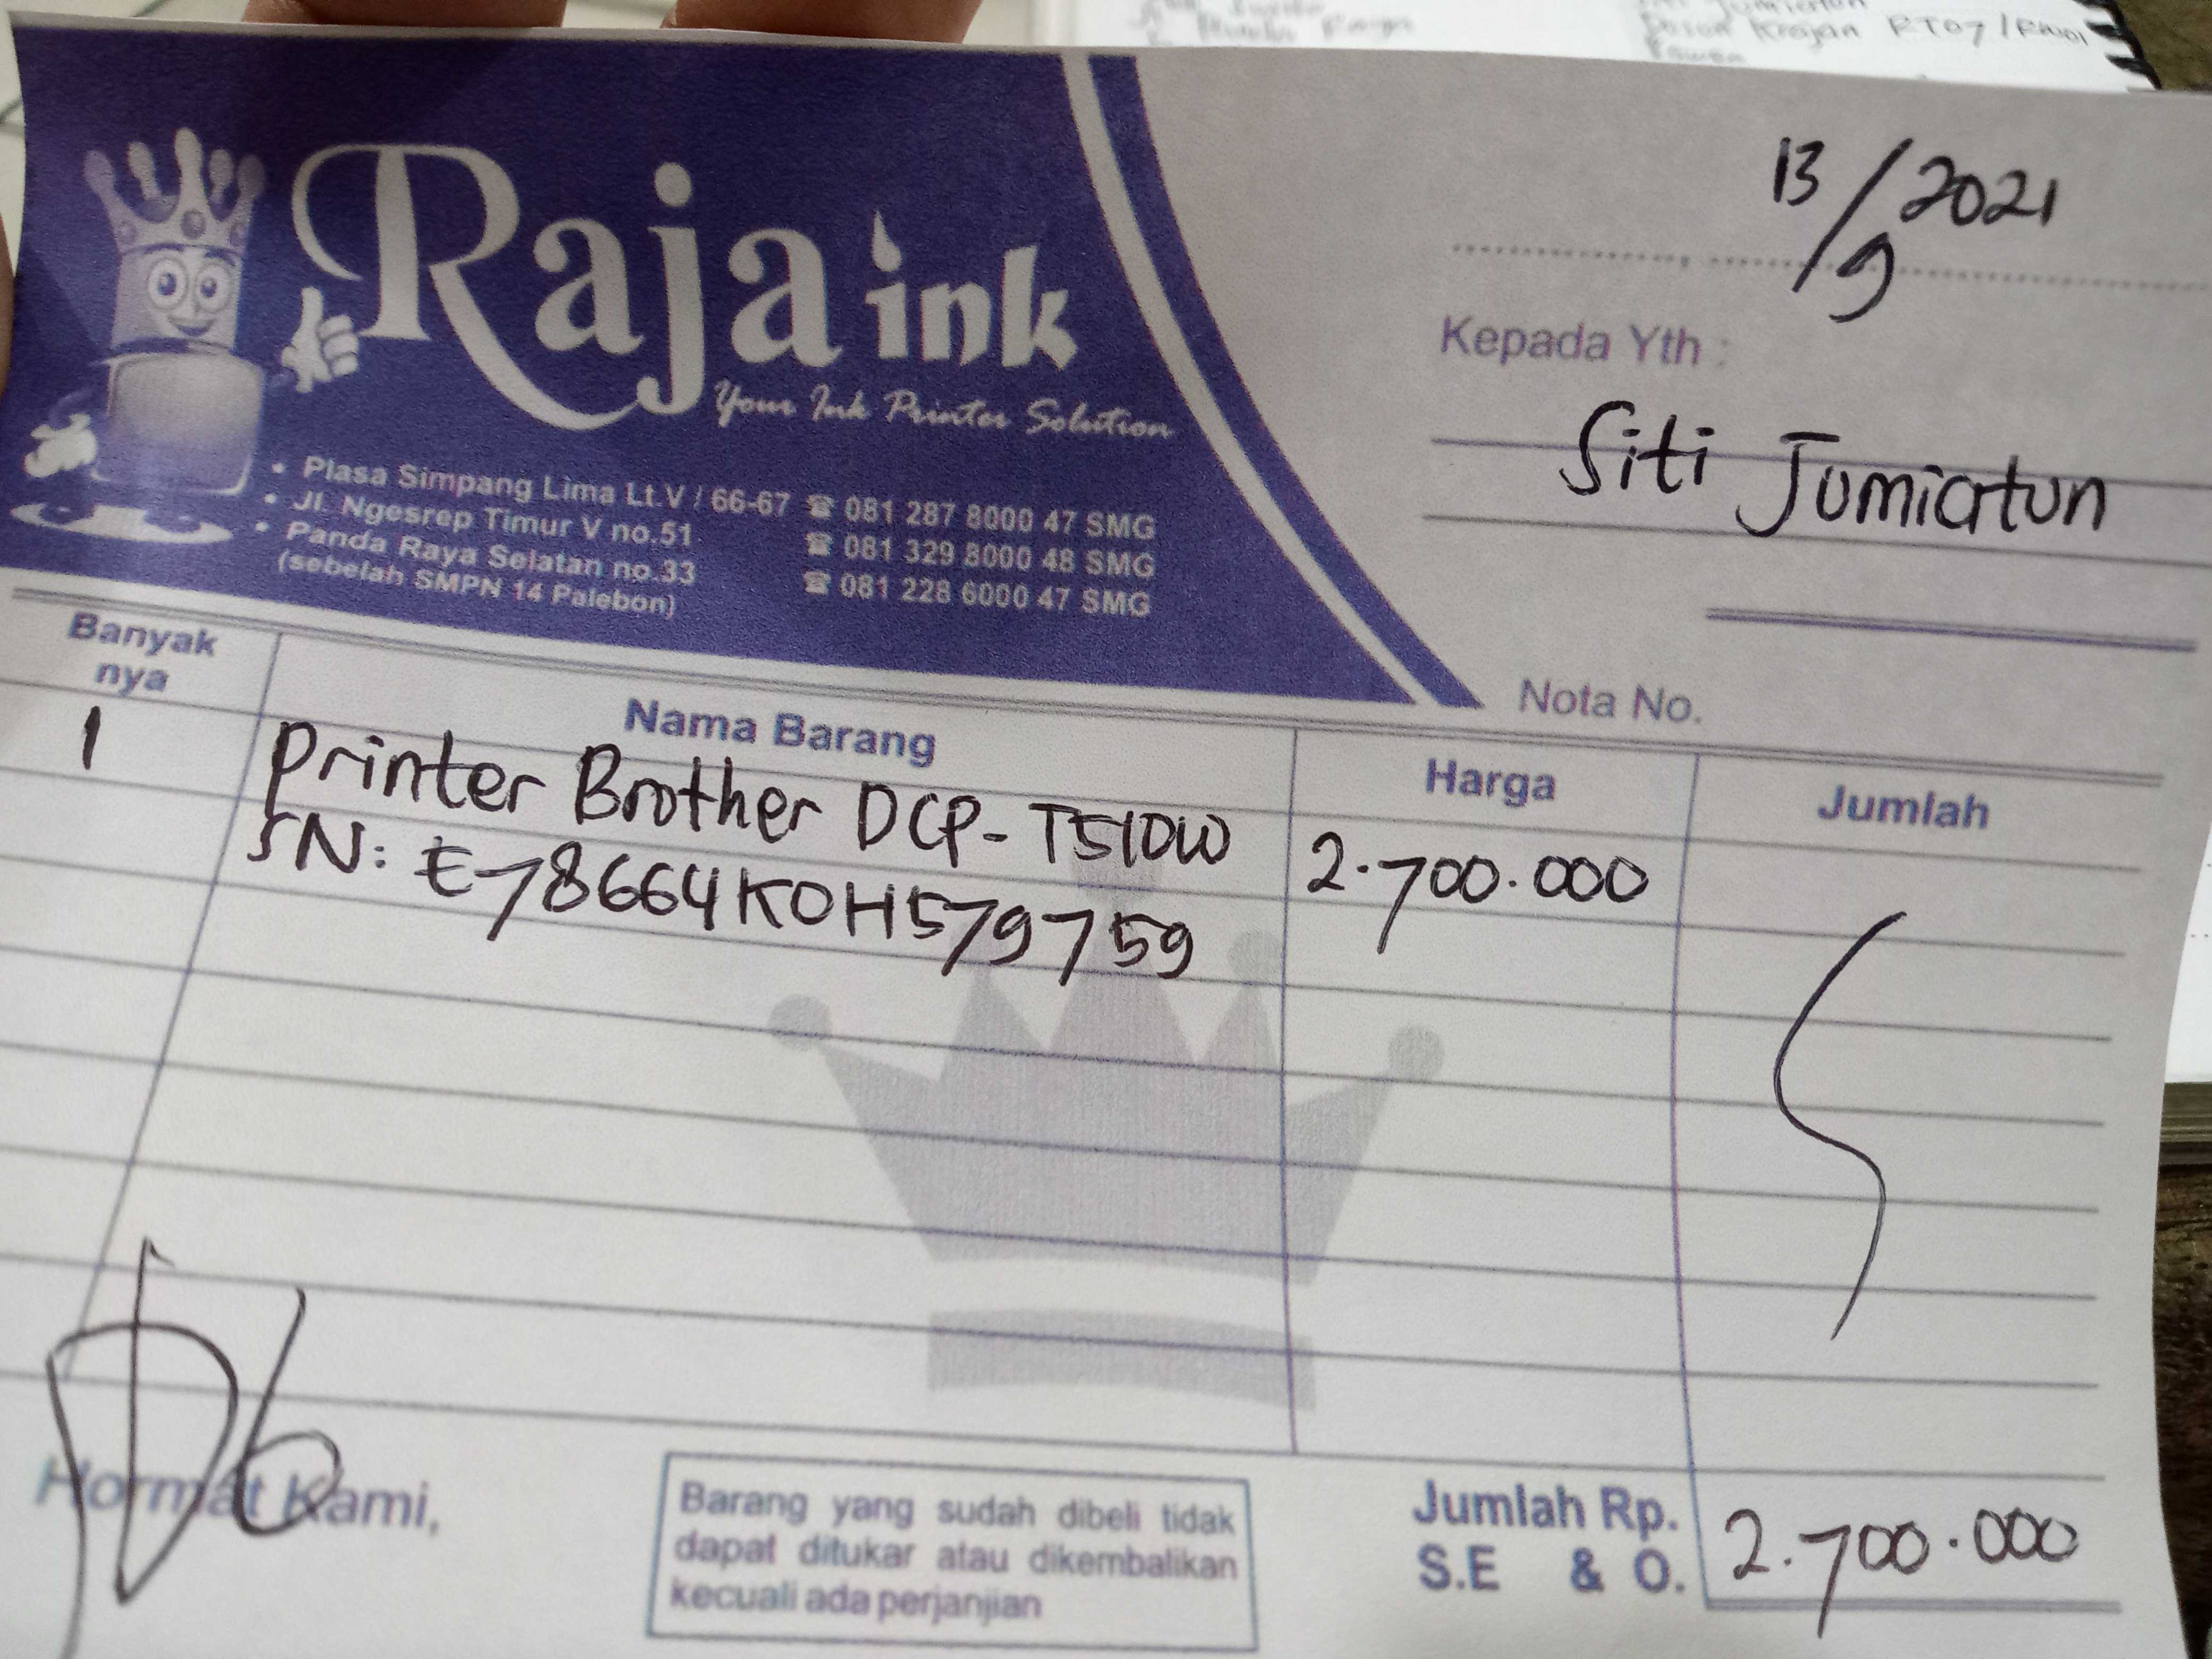 Dusun Krajan RT07/RW01
Raja ink
Your Ink Printer Solution
• Plasa Simpang Lima Lt.V / 66-67 ☎ 081 287 8000 47 SMG
• Jl. Ngesrep Timur V no.51 ☎ 081 329 8000 48 SMG
• Panda Raya Selatan no.33 ☎ 081 228 6000 47 SMG
(sebelah SMPN 14 Palebon)
13/9 2021
Kepada Yth :
Siti Jumiatun
Nota No.
Banyak nya Nama Barang Harga Jumlah
1 Printer Brother DCP-T510W 2.700.000
SN: E78664K0H579759
Hormat Kami,
Barang yang sudah dibeli tidak
dapat ditukar atau dikembalikan
kecuali ada perjanjian
Jumlah Rp. 2.700.000
S.E & O.